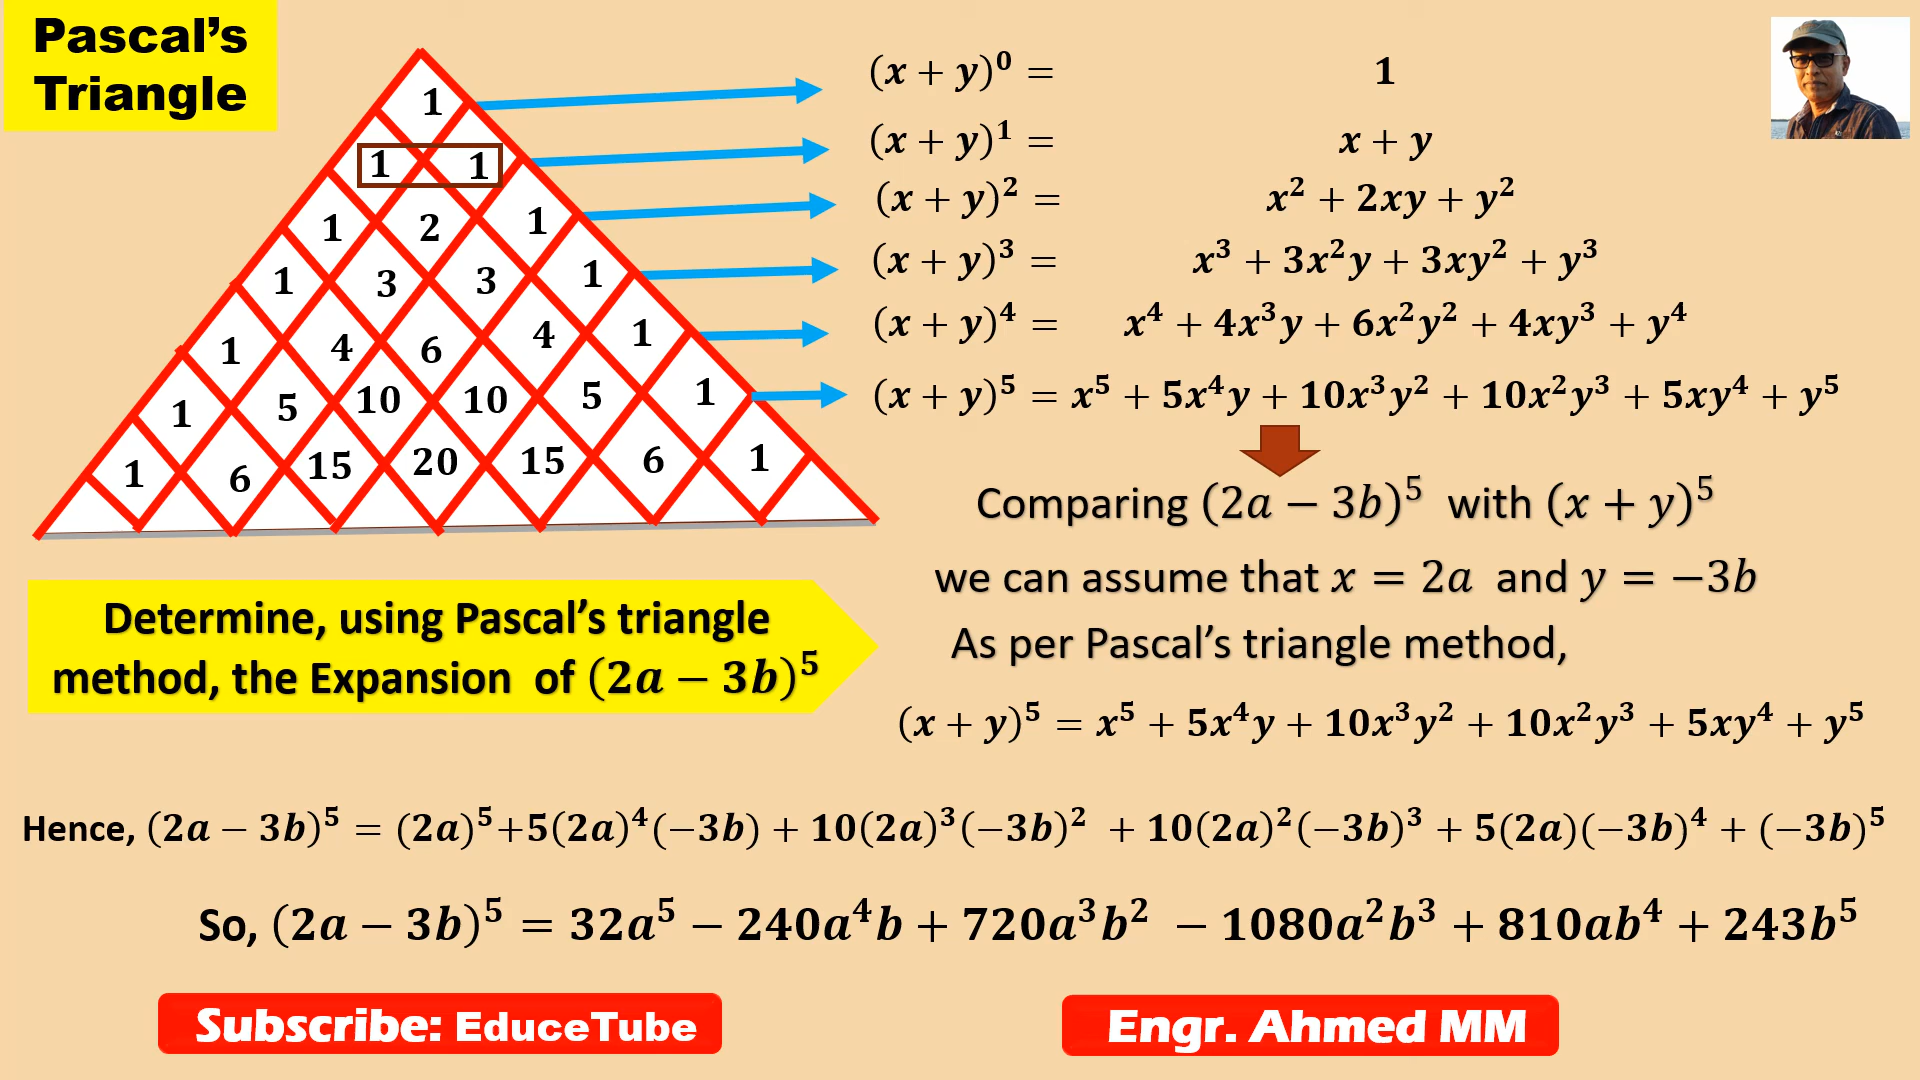 Pascal's
Triangle
1
1 1
1 2 1
1 3 3 1
1 4 6 4 1
1 5 10 10 5 1
1 6 15 20 15 6 1
(x + y)⁰ = 1
(x + y)¹ = x + y
(x + y)² = x² + 2xy + y²
(x + y)³ = x³ + 3x²y + 3xy² + y³
(x + y)⁴ = x⁴ + 4x³y + 6x²y² + 4xy³ + y⁴
(x + y)⁵ = x⁵ + 5x⁴y + 10x³y² + 10x²y³ + 5xy⁴ + y⁵
Comparing (2a − 3b)⁵ with (x + y)⁵
we can assume that x = 2a and y = −3b
As per Pascal's triangle method,
(x + y)⁵ = x⁵ + 5x⁴y + 10x³y² + 10x²y³ + 5xy⁴ + y⁵
Determine, using Pascal's triangle
method, the Expansion of (2a − 3b)⁵
Hence, (2a − 3b)⁵ = (2a)⁵+5(2a)⁴(−3b) + 10(2a)³(−3b)² + 10(2a)²(−3b)³ + 5(2a)(−3b)⁴ + (−3b)⁵
So, (2a − 3b)⁵ = 32a⁵ − 240a⁴b + 720a³b² − 1080a²b³ + 810ab⁴ + 243b⁵
Subscribe: EduceTube
Engr. Ahmed MM